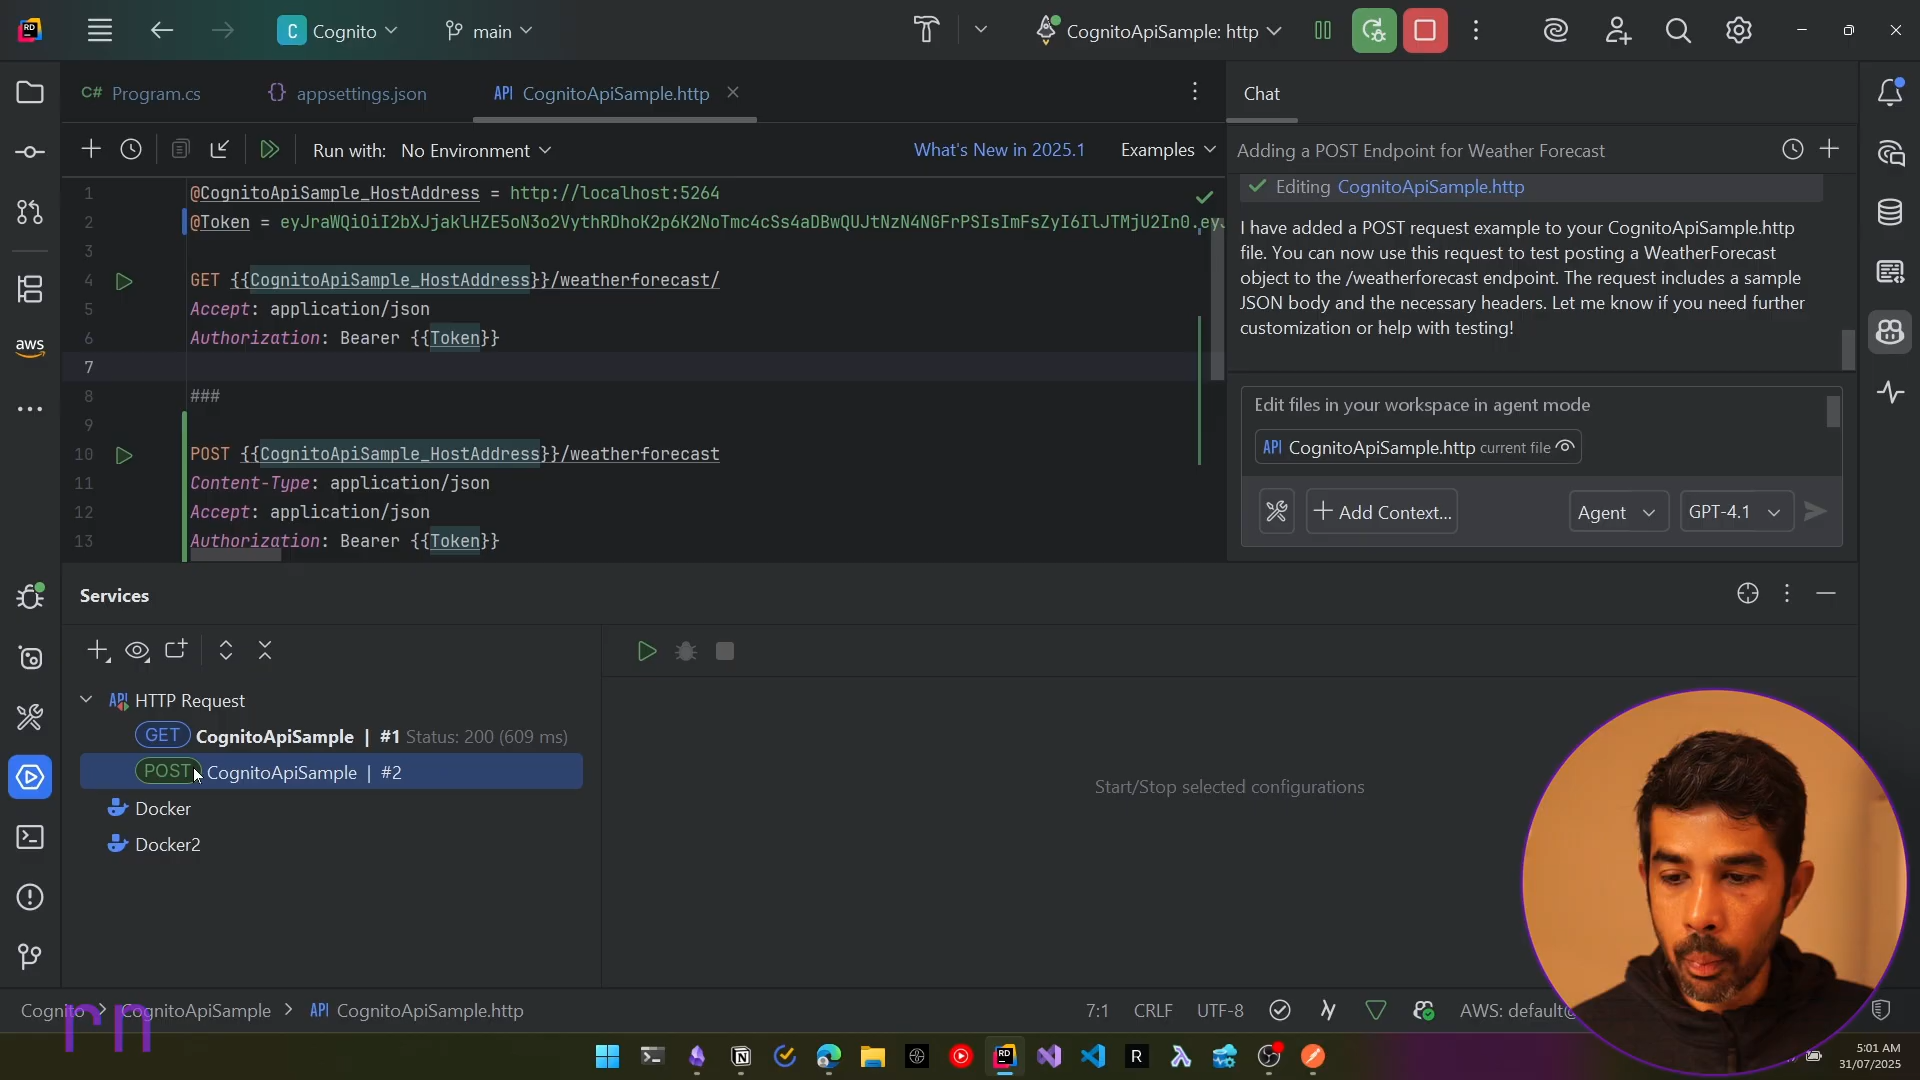 RD
C Cognito
main
CognitoApiSample: http
C# Program.cs
{} appsettings.json
API CognitoApiSample.http
Chat
Run with: No Environment
What's New in 2025.1
Examples
Adding a POST Endpoint for Weather Forecast
Editing CognitoApiSample.http
I have added a POST request example to your CognitoApiSample.http
file. You can now use this request to test posting a WeatherForecast
object to the /weatherforecast endpoint. The request includes a sample
JSON body and the necessary headers. Let me know if you need further
customization or help with testing!
1 @CognitoApiSample_HostAddress = http://localhost:5264
2 @Token =
3
4 GET {{CognitoApiSample_HostAddress}}/weatherforecast/
5 Accept: application/json
6 Authorization: Bearer {{Token}}
7
8 ###
9
10 POST {{CognitoApiSample_HostAddress}}/weatherforecast
11 Content-Type: application/json
12 Accept: application/json
13 Authorization: Bearer {{Token}}
aws
Edit files in your workspace in agent mode
API CognitoApiSample.http current file
Add Context...
Agent
GPT-4.1
Services
API HTTP Request
GET CognitoApiSample | #1 Status: 200 (609 ms)
POST CognitoApiSample | #2
Docker
Docker2
Start/Stop selected configurations
Cognito > CognitoApiSample > API CognitoApiSample.http
7:1
CRLF
UTF-8
AWS: default
rn
N
RD
R
5:01 AM
31/07/2025